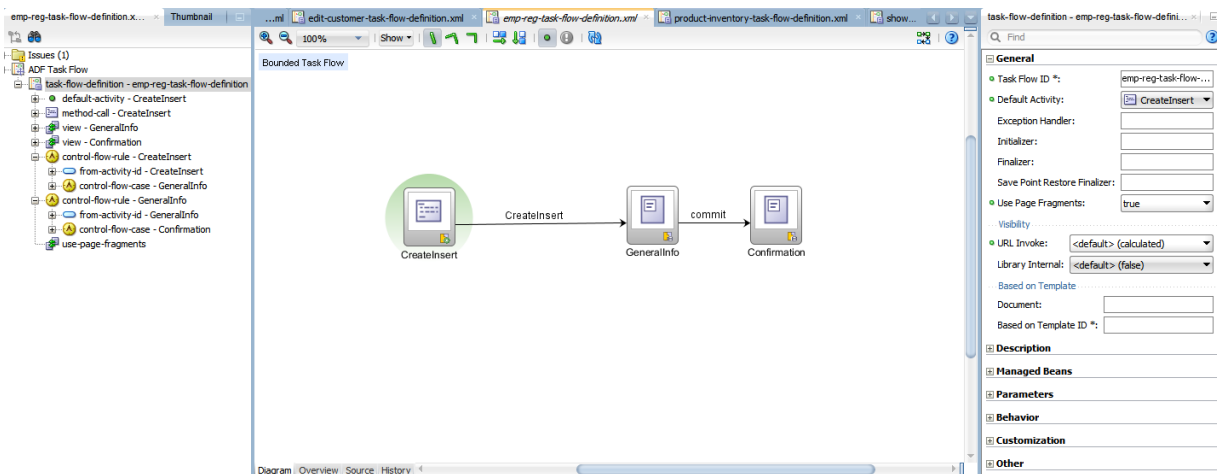 emp-reg-task-flow-definition.x...
Thumbnail
Issues (1)
ADF Task Flow
task-flow-definition - emp-reg-task-flow-definition
default-activity - CreateInsert
method-call - CreateInsert
view - GeneralInfo
view - Confirmation
control-flow-rule - CreateInsert
from-activity-id - CreateInsert
control-flow-case - GeneralInfo
control-flow-rule - GeneralInfo
from-activity-id - GeneralInfo
control-flow-case - Confirmation
use-page-fragments
...ml
edit-customer-task-flow-definition.xml
emp-reg-task-flow-definition.xml
product-inventory-task-flow-definition.xml
show...
100%
Show
Bounded Task Flow
CreateInsert
commit
CreateInsert
GeneralInfo
Confirmation
Diagram Overview Source History
task-flow-definition - emp-reg-task-flow-defini...
Find
General
Task Flow ID *: emp-reg-task-flow-...
Default Activity: CreateInsert
Exception Handler:
Initializer:
Finalizer:
Save Point Restore Finalizer:
Use Page Fragments: true
Visibility
URL Invoke: <default> (calculated)
Library Internal: <default> (false)
Based on Template
Document:
Based on Template ID *:
Description
Managed Beans
Parameters
Behavior
Customization
Other